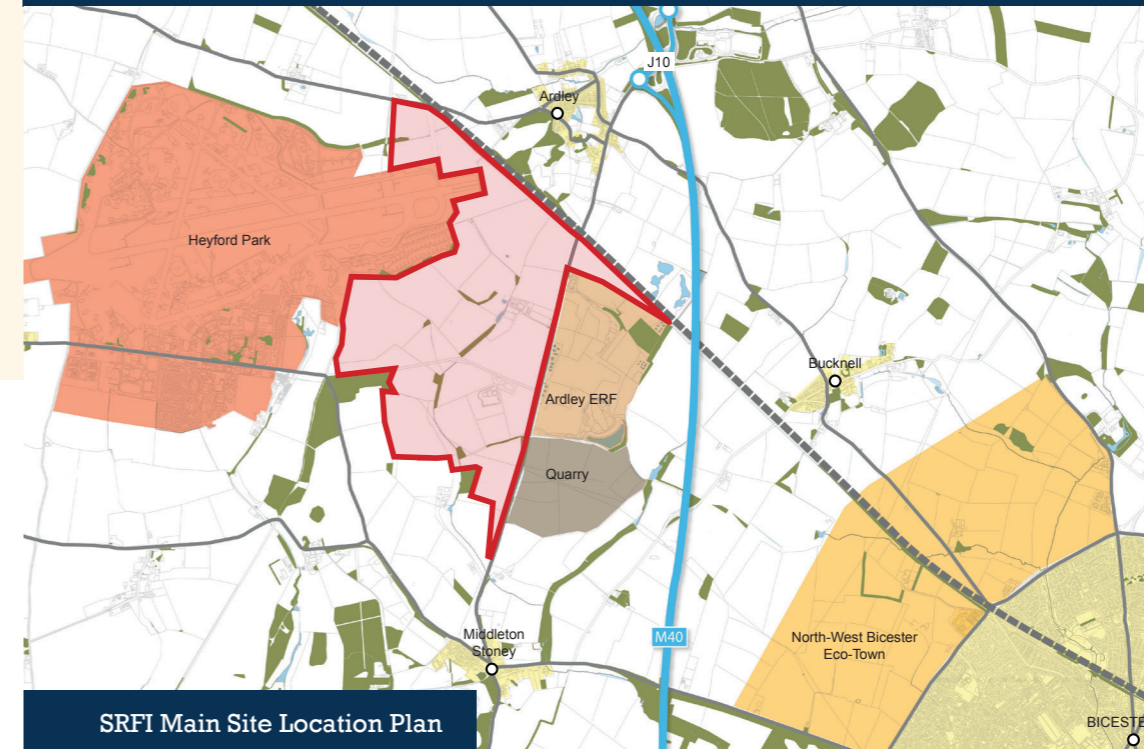 J10
Ardley
Heyford Park
Bucknell
Ardley ERF
Quarry
M40
Middleton
Stoney
North-West Bicester
Eco-Town
BICESTE
SRFI Main Site Location Plan